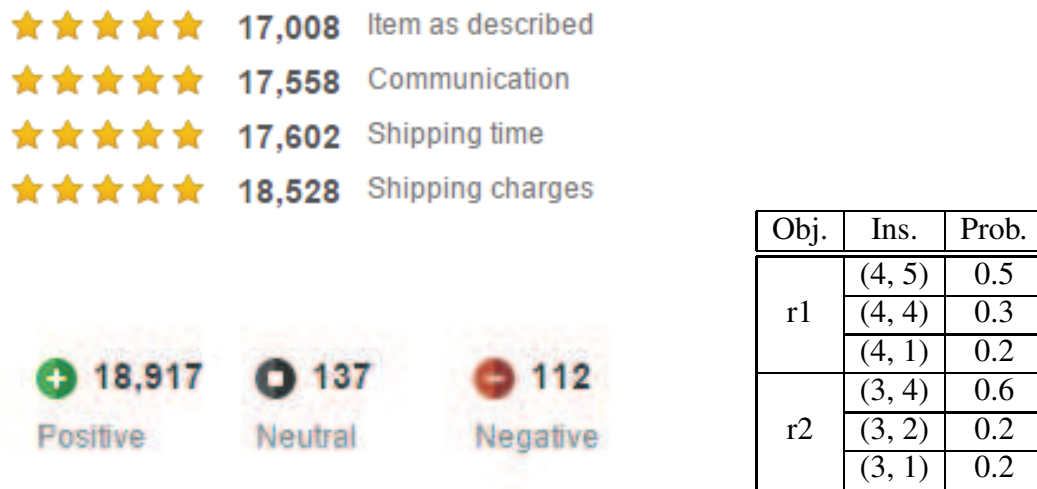 17,008 Item as described
17,558 Communication
17,602 Shipping time
18,528 Shipping charges
18,917 137 112
Positive Neutral Negative
Obj. Ins. Prob.
(4, 5) 0.5
r1 (4, 4) 0.3
(4, 1) 0.2
(3, 4) 0.6
r2 (3, 2) 0.2
(3, 1) 0.2